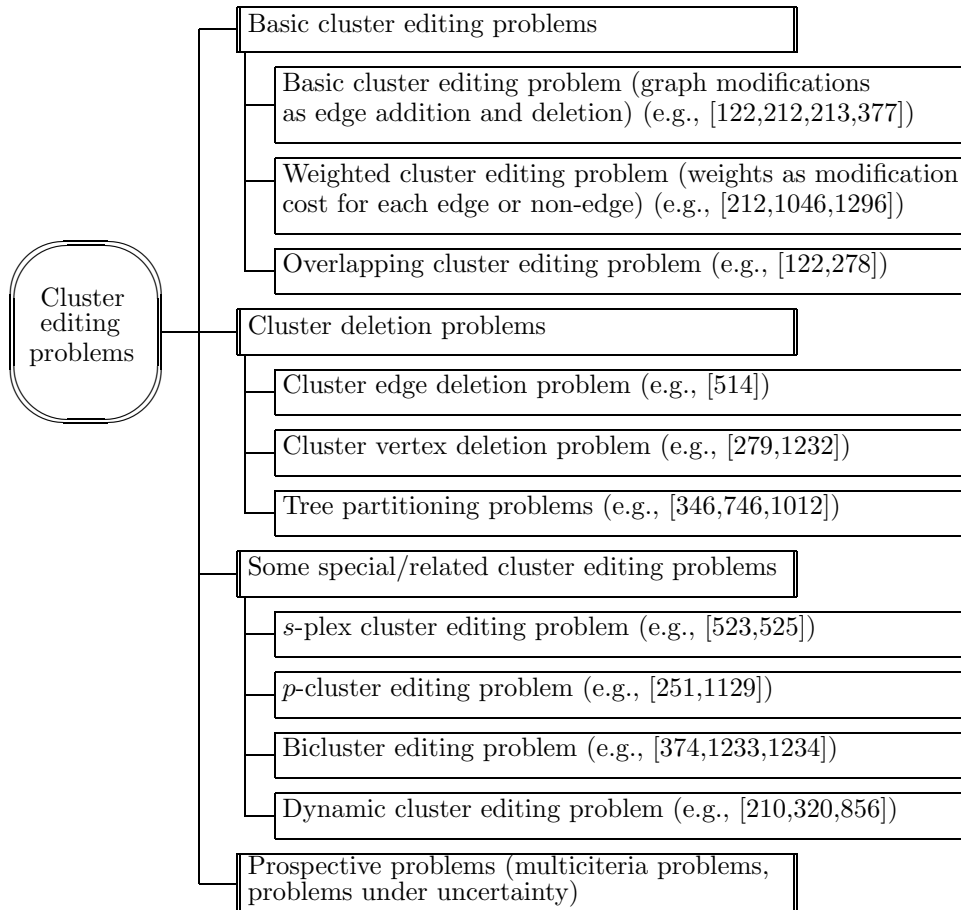 Cluster
editing
problems
Basic cluster editing problems
Basic cluster editing problem (graph modifications
as edge addition and deletion) (e.g., [122,212,213,377])
Weighted cluster editing problem (weights as modification
cost for each edge or non-edge) (e.g., [212,1046,1296])
Overlapping cluster editing problem (e.g., [122,278])
Cluster deletion problems
Cluster edge deletion problem (e.g., [514])
Cluster vertex deletion problem (e.g., [279,1232])
Tree partitioning problems (e.g., [346,746,1012])
Some special/related cluster editing problems
s-plex cluster editing problem (e.g., [523,525])
p-cluster editing problem (e.g., [251,1129])
Bicluster editing problem (e.g., [374,1233,1234])
Dynamic cluster editing problem (e.g., [210,320,856])
Prospective problems (multicriteria problems,
problems under uncertainty)